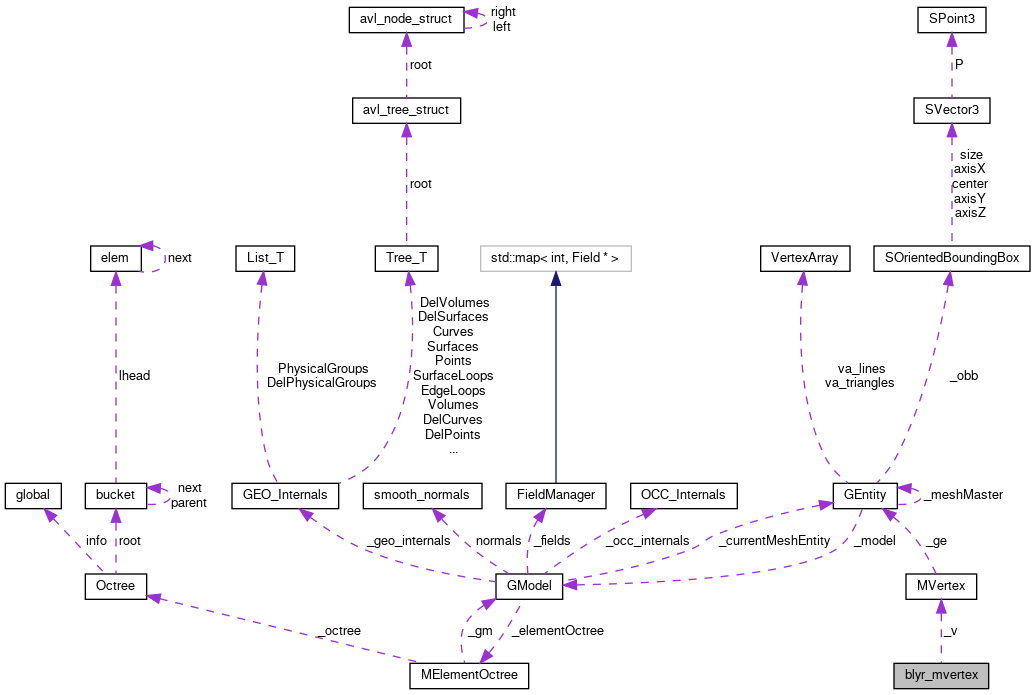 avl_node_struct
right
left
SPoint3
root
P
avl_tree_struct
SVector3
root
size
axisX
center
axisY
axisZ
elem
next
List_T
Tree_T
std::map< int, Field * >
VertexArray
SOrientedBoundingBox
lhead
PhysicalGroups
DelPhysicalGroups
DelVolumes
DelSurfaces
Curves
Surfaces
Points
SurfaceLoops
EdgeLoops
Volumes
DelCurves
DelPoints
...
va_lines
va_triangles
_obb
global
bucket
next
parent
GEO_Internals
smooth_normals
FieldManager
OCC_Internals
GEntity
_meshMaster
info
root
_geo_internals
normals
_fields
_occ_internals
_currentMeshEntity
_model
_ge
Octree
GModel
MVertex
_octree
_gm
_elementOctree
_v
MElementOctree
blyr_mvertex